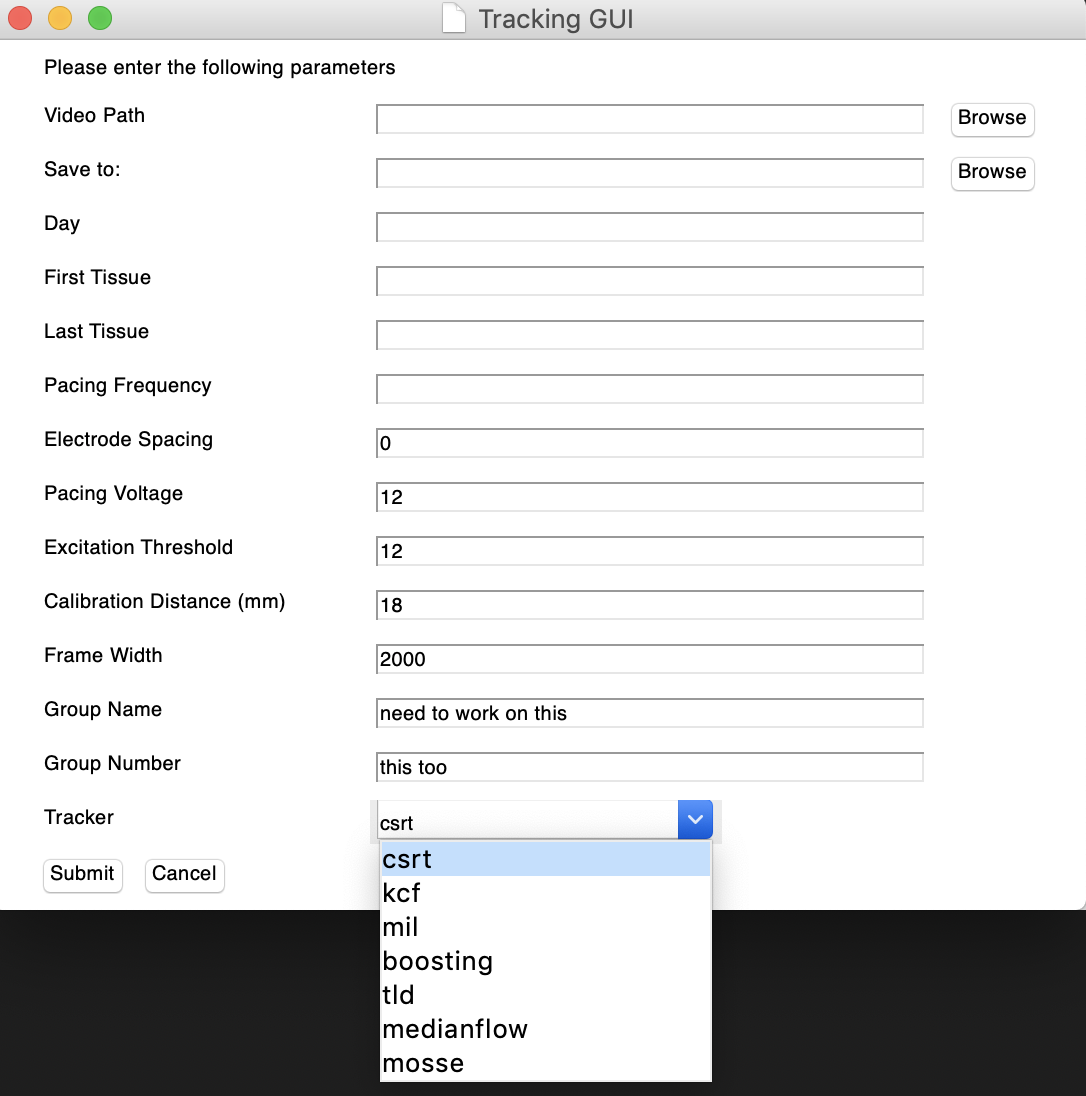 Tracking GUI
Please enter the following parameters
Video Path Browse
Save to: Browse
Day
First Tissue
Last Tissue
Pacing Frequency
Electrode Spacing 0
Pacing Voltage 12
Excitation Threshold 12
Calibration Distance (mm) 18
Frame Width 2000
Group Name need to work on this
Group Number this too
Tracker csrt
Submit Cancel
csrt
kcf
mil
boosting
tld
medianflow
mosse